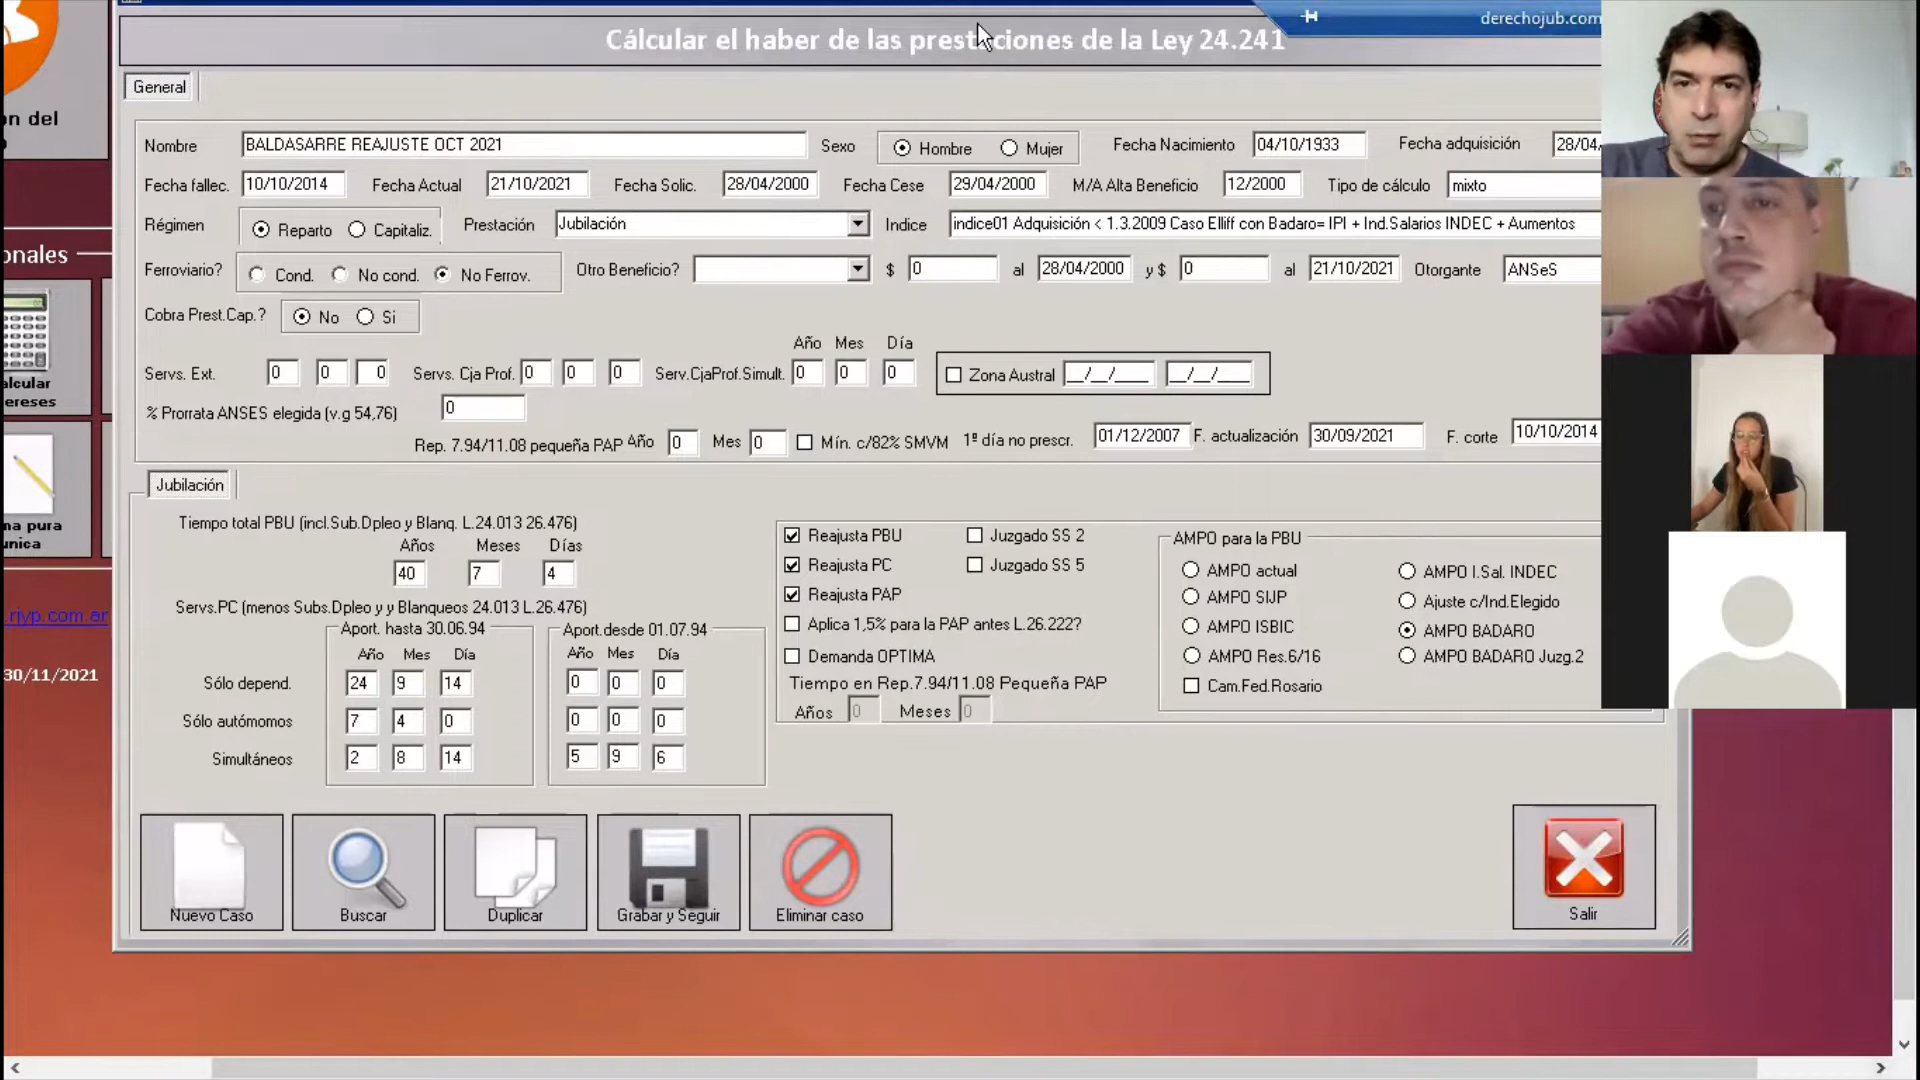 derechojub.com
Cálcular el haber de las prestaciones de la Ley 24.241
General
Nombre BALDASARRE REAJUSTE OCT 2021 Sexo Hombre Mujer Fecha Nacimiento 04/10/1933 Fecha adquisición 28/04/
Fecha fallec. 10/10/2014 Fecha Actual 21/10/2021 Fecha Solic. 28/04/2000 Fecha Cese 29/04/2000 M/A Alta Beneficio 12/2000 Tipo de cálculo mixto
Régimen Reparto Capitaliz. Prestación Jubilación Indice indice01 Adquisición < 1.3.2009 Caso Elliff con Badaro= IPI + Ind.Salarios INDEC + Aumentos
Ferroviario? Cond. No cond. No Ferrov. Otro Beneficio? $ 0 al 28/04/2000 y $ 0 al 21/10/2021 Otorgante ANSeS
Cobra Prest.Cap.? No Si
Año Mes Día
Servs. Ext. 0 0 0 Servs. Cja Prof. 0 0 0 Serv.CjaProf.Simult. 0 0 0 Zona Austral __/__/____ __/__/____
% Prorrata ANSES elegida (v.g 54,76) 0
Rep. 7.94/11.08 pequeña PAP Año 0 Mes 0 Mín. c/82% SMVM 1º día no prescr. 01/12/2007 F. actualización 30/09/2021 F. corte 10/10/2014
Jubilación
Tiempo total PBU (incl.Sub.Dpleo y Blanq. L.24.013 26.476)
Años Meses Días
40 7 4
Servs.PC (menos Subs.Dpleo y y Blanqueos 24.013 L.26.476)
Aport. hasta 30.06.94 Aport.desde 01.07.94
Año Mes Día Año Mes Día
Sólo depend. 24 9 14 0 0 0
Sólo autómomos 7 4 0 0 0 0
Simultáneos 2 8 14 5 9 6
Reajusta PBU Juzgado SS 2
Reajusta PC Juzgado SS 5
Reajusta PAP
Aplica 1,5% para la PAP antes L.26.222?
Demanda OPTIMA
Tiempo en Rep.7.94/11.08 Pequeña PAP
Años 0 Meses 0
AMPO para la PBU
AMPO actual AMPO I.Sal. INDEC
AMPO SIJP Ajuste c/Ind.Elegido
AMPO ISBIC AMPO BADARO
AMPO Res.6/16 AMPO BADARO Juzg.2
Cam.Fed.Rosario
Nuevo Caso Buscar Duplicar Grabar y Seguir Eliminar caso Salir
n del
onales
alcular
ereses
na pura
unica
rjyp.com.ar
30/11/2021